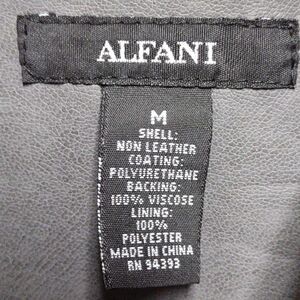 ALFANI
M
SHELL:
NON LEATHER
COATING:
POLYURETHANE
BACKING:
100% VISCOSE
LINING:
100%
POLYESTER
MADE IN CHINA
RN 94393